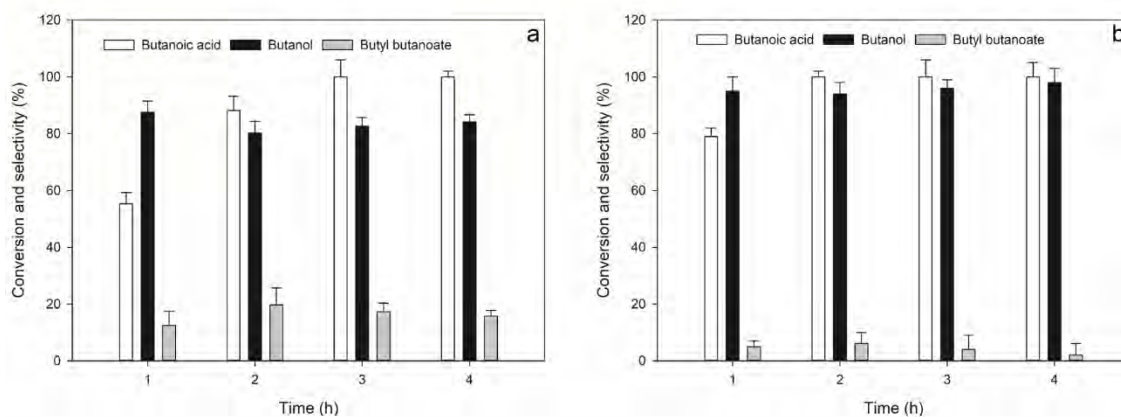 120
100
80
60
40
20
0
Conversion and selectivity (%)
Butanoic acid Butanol Butyl butanoate
a
1 2 3 4
Time (h)
120
100
80
60
40
20
0
Conversion and selectivity (%)
Butanoic acid Butanol Butyl butanoate
b
1 2 3 4
Time (h)